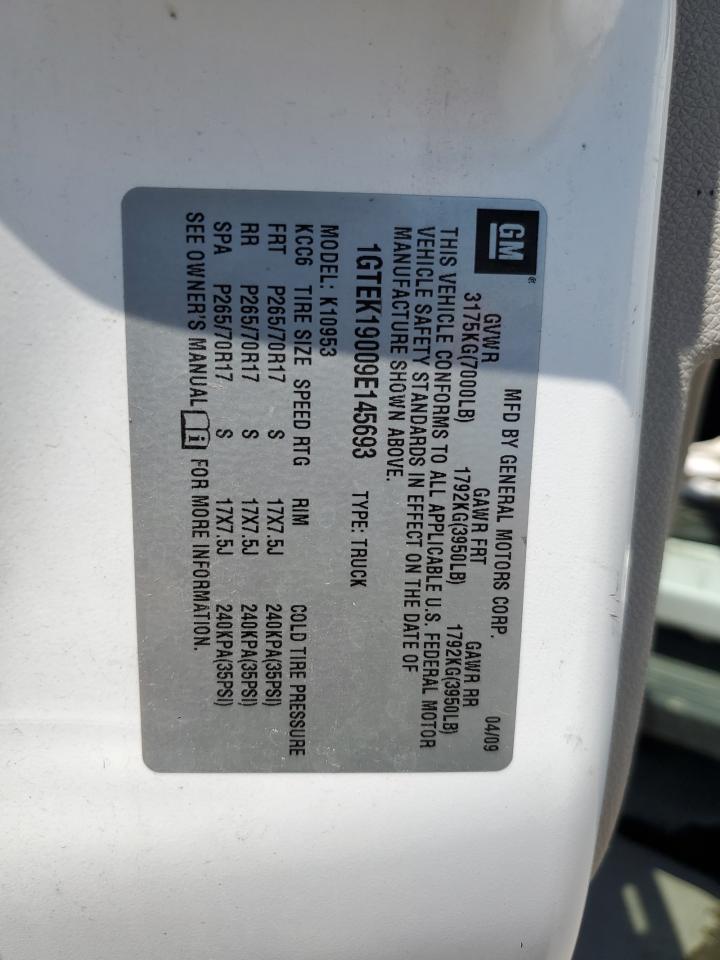 GM®
MFD BY GENERAL MOTORS CORP. 04/09
GVWR GAWR FRT GAWR RR
3175KG(7000LB) 1792KG(3950LB) 1792KG(3950LB)
THIS VEHICLE CONFORMS TO ALL APPLICABLE U.S. FEDERAL MOTOR
VEHICLE SAFETY STANDARDS IN EFFECT ON THE DATE OF
MANUFACTURE SHOWN ABOVE.
1GTEK19009E145693 TYPE: TRUCK
MODEL: K10953
KCC6 TIRE SIZE SPEED RTG RIM COLD TIRE PRESSURE
FRT P265/70R17 S 17X7.5J 240KPA(35PSI)
RR P265/70R17 S 17X7.5J 240KPA(35PSI)
SPA P265/70R17 S 17X7.5J 240KPA(35PSI)
SEE OWNER'S MANUAL i FOR MORE INFORMATION.